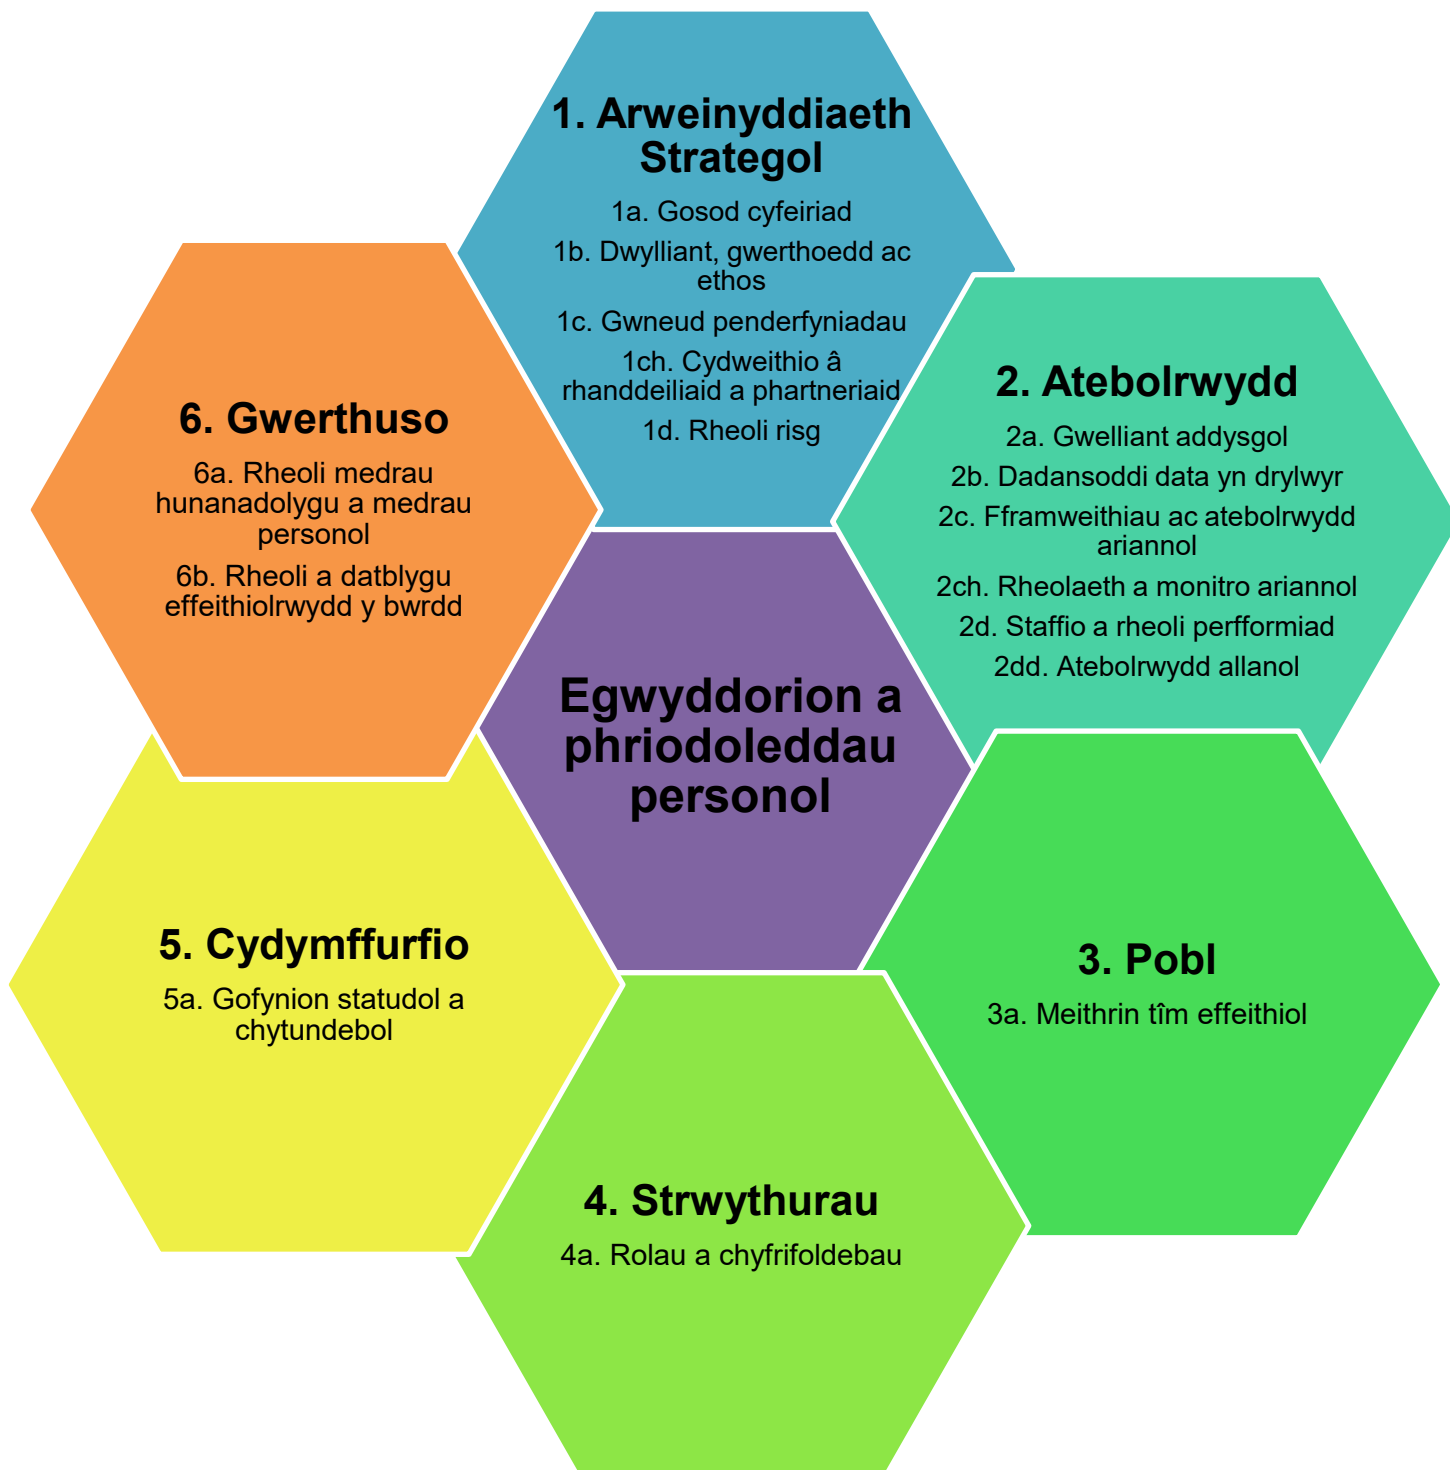 1. Arweinyddiaeth
Strategol
1a. Gosod cyfeiriad
1b. Dwylliant, gwerthoedd ac
ethos
1c. Gwneud penderfyniadau
1ch. Cydweithio â
rhanddeiliaid a phartneriaid
1d. Rheoli risg
2. Atebolrwydd
2a. Gwelliant addysgol
2b. Dadansoddi data yn drylwyr
2c. Fframweithiau ac atebolrwydd
ariannol
2ch. Rheolaeth a monitro ariannol
2d. Staffio a rheoli perfformiad
2dd. Atebolrwydd allanol
3. Pobl
3a. Meithrin tîm effeithiol
4. Strwythurau
4a. Rolau a chyfrifoldebau
5. Cydymffurfio
5a. Gofynion statudol a
chytundebol
6. Gwerthuso
6a. Rheoli medrau
hunanadolygu a medrau
personol
6b. Rheoli a datblygu
effeithiolrwydd y bwrdd
Egwyddorion a
phriodoleddau
personol